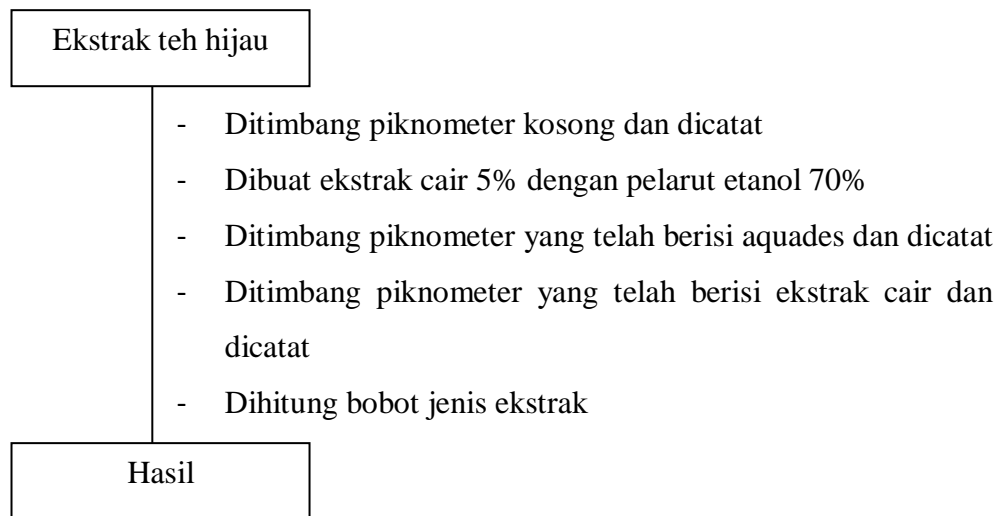 Ekstrak teh hijau
- Ditimbang piknometer kosong dan dicatat
- Dibuat ekstrak cair 5% dengan pelarut etanol 70%
- Ditimbang piknometer yang telah berisi aquades dan dicatat
- Ditimbang piknometer yang telah berisi ekstrak cair dan
dicatat
- Dihitung bobot jenis ekstrak
Hasil